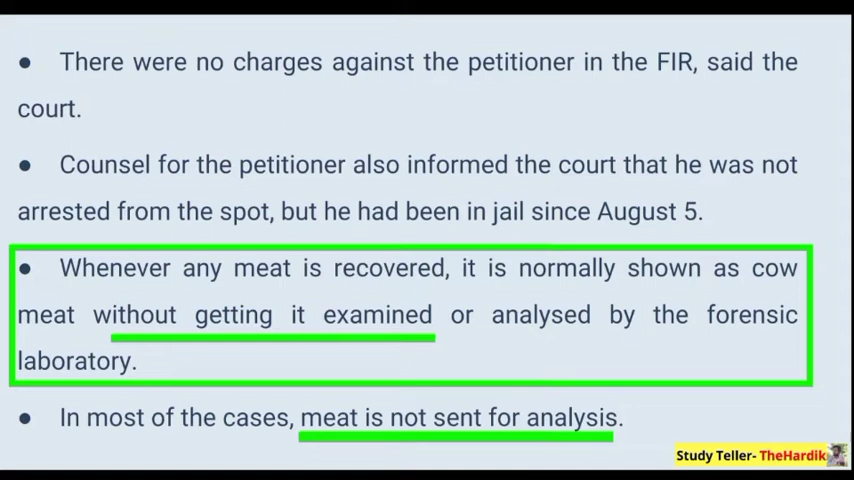 ● There were no charges against the petitioner in the FIR, said the
court.
● Counsel for the petitioner also informed the court that he was not
arrested from the spot, but he had been in jail since August 5.
● Whenever any meat is recovered, it is normally shown as cow
meat without getting it examined or analysed by the forensic
laboratory.
● In most of the cases, meat is not sent for analysis.
Study Teller- TheHardik